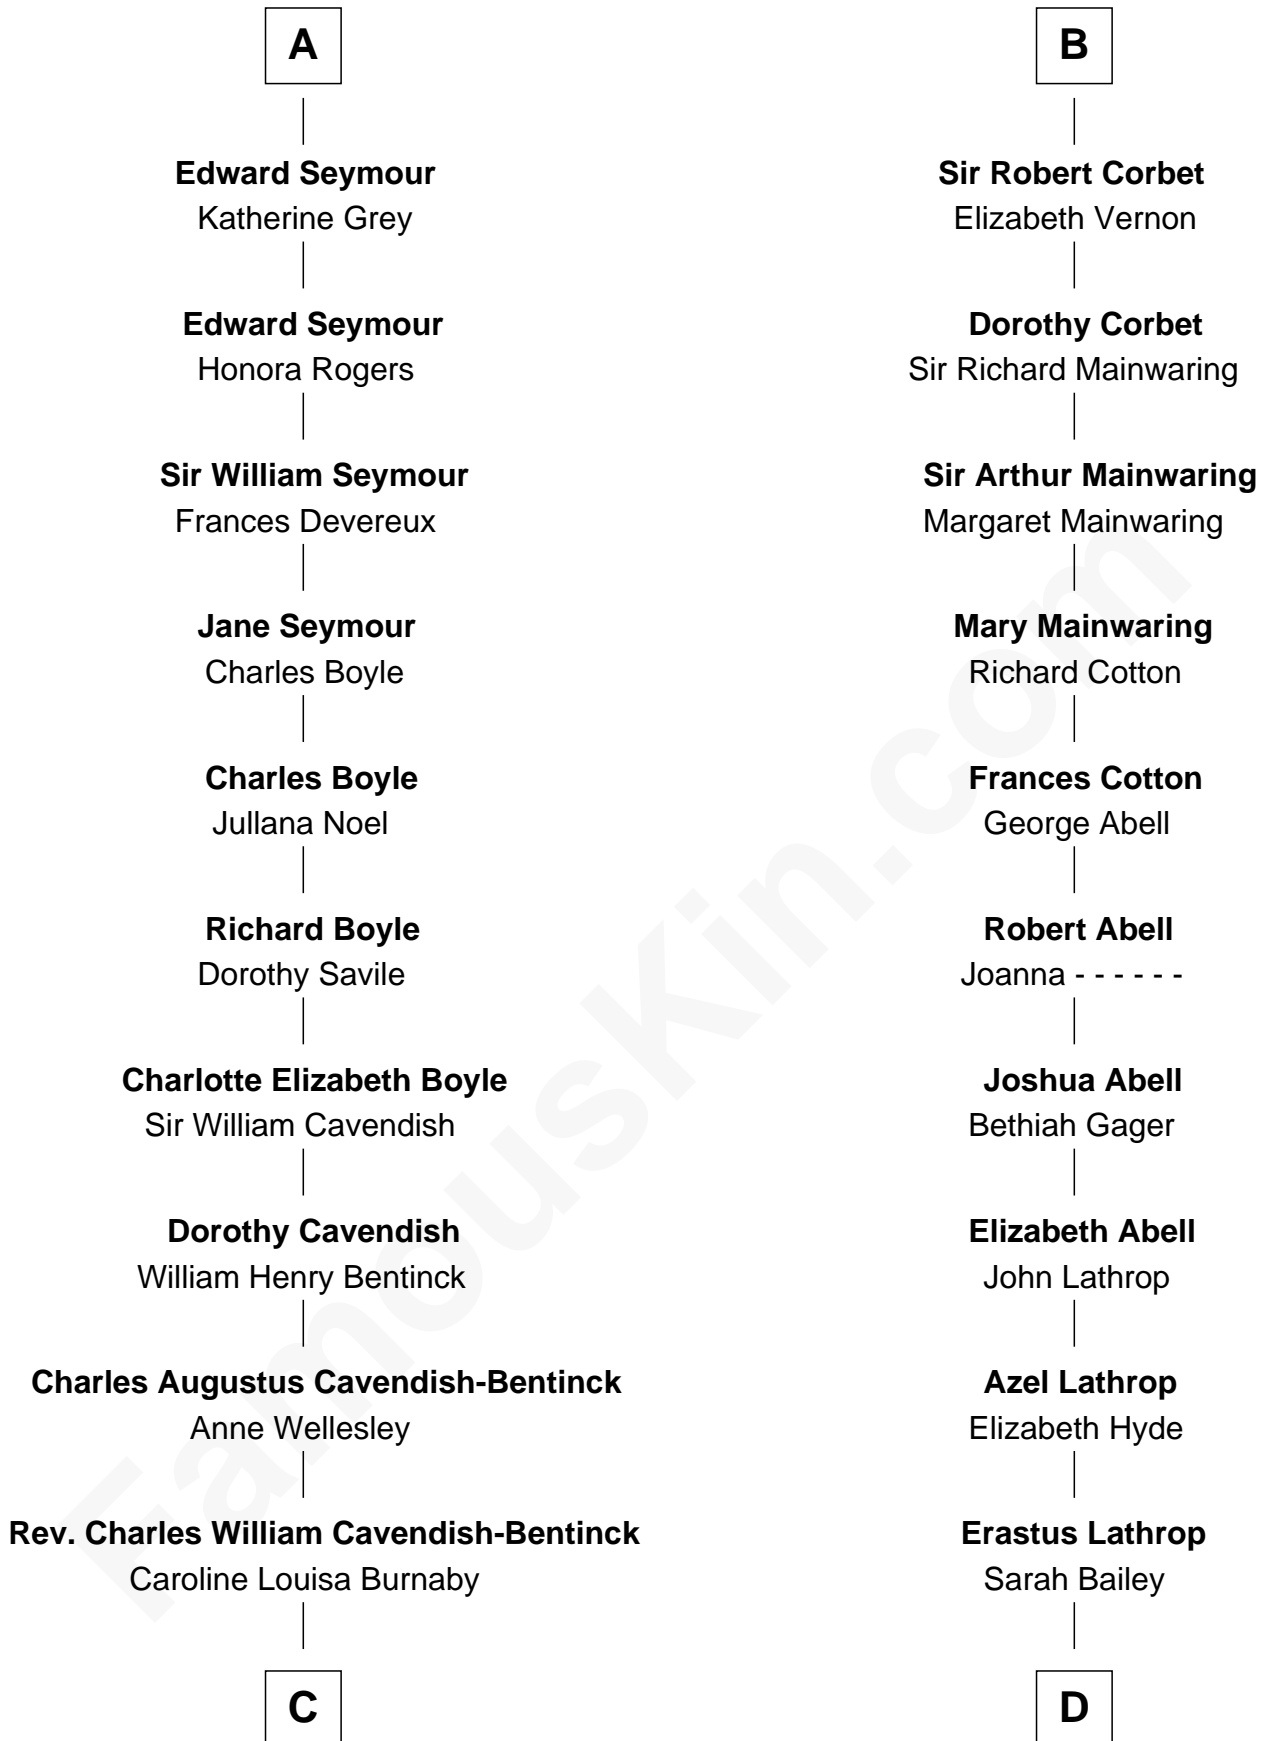 A
Edward Seymour
Katherine Grey
Edward Seymour
Honora Rogers
Sir William Seymour
Frances Devereux
Jane Seymour
Charles Boyle
Charles Boyle
Jullana Noel
Richard Boyle
Dorothy Savile
Charlotte Elizabeth Boyle
Sir William Cavendish
Dorothy Cavendish
William Henry Bentinck
Charles Augustus Cavendish-Bentinck
Anne Wellesley
Rev. Charles William Cavendish-Bentinck
Caroline Louisa Burnaby
C
B
Sir Robert Corbet
Elizabeth Vernon
Dorothy Corbet
Sir Richard Mainwaring
Sir Arthur Mainwaring
Margaret Mainwaring
Mary Mainwaring
Richard Cotton
Frances Cotton
George Abell
Robert Abell
Joanna - - - - - -
Joshua Abell
Bethiah Gager
Elizabeth Abell
John Lathrop
Azel Lathrop
Elizabeth Hyde
Erastus Lathrop
Sarah Bailey
D
FamousKin.com